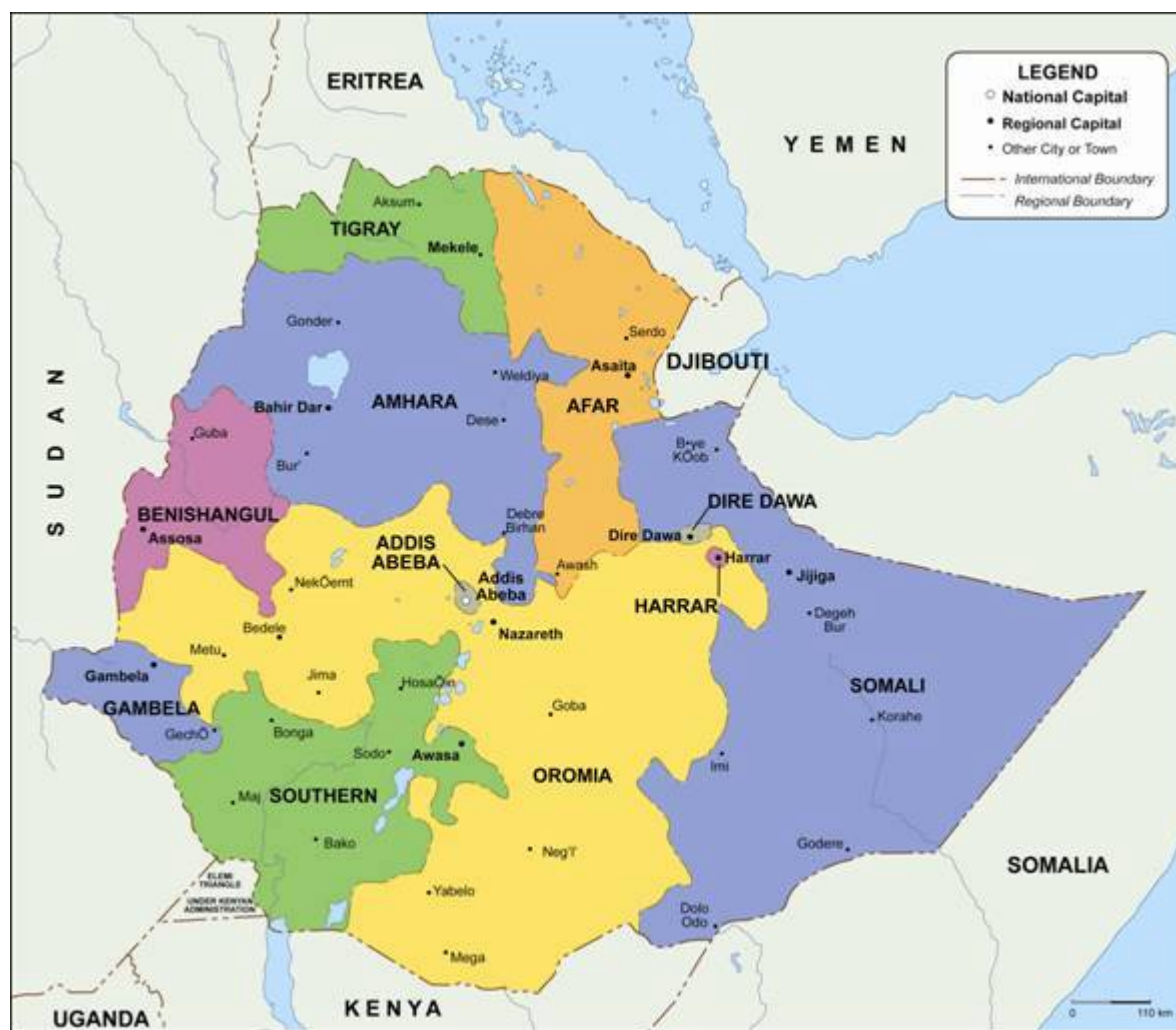 ERITREA
YEMEN
LEGEND
National Capital
Regional Capital
Other City or Town
International Boundary
Regional Boundary
Aksum
TIGRAY
Mekele
Gonder
Serdo
DJIBOUTI
Asaita
Weldiya
SUDAN
Bahir Dar
AMHARA
AFAR
Dese
Guba
B·ye
KÖob
Bur'
DIRE DAWA
BENISHANGUL
Assosa
Debre
Birhan
Dire Dawa
ADDIS
ABEBA
Harrar
Awash
Addis
Abeba
Jijiga
NekÖemt
HARRAR
Degeh
Bur
Nazareth
Bedele
Metu
Gambela
Jima
HosaÖin
SOMALI
GAMBELA
Goba
Korahe
GechÖ
Bonga
Sodo
Awasa
Imi
OROMIA
Maj
SOUTHERN
Bako
Neg'l'
Godere
SOMALIA
ELEMI
TRIANGLE
UNDER KENYAN
ADMINISTRATION
Yabelo
Dolo
Odo
Mega
KENYA
UGANDA
0 110 km